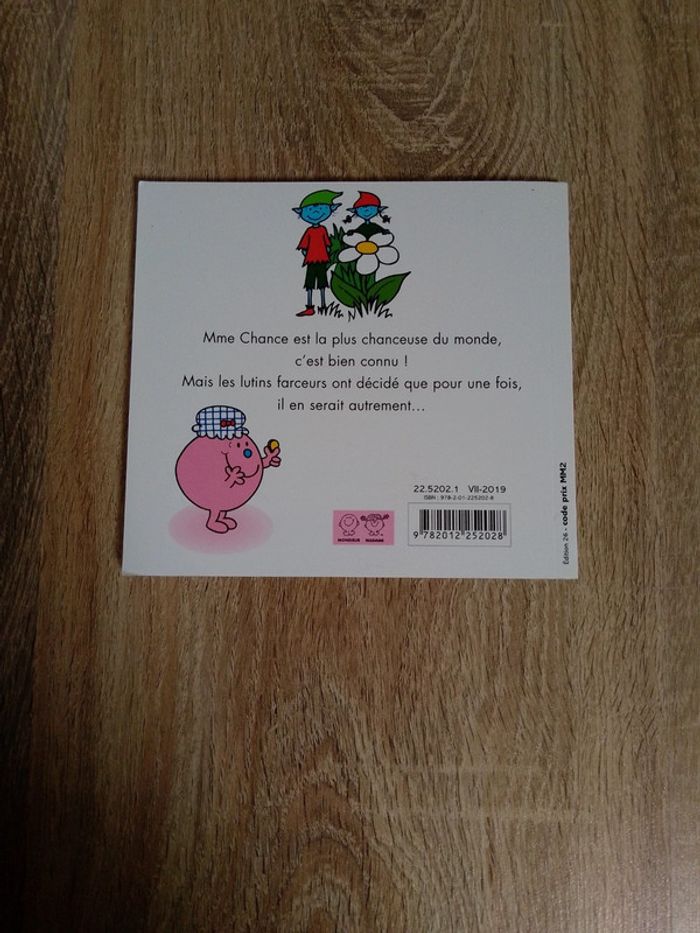 Mme Chance est la plus chanceuse du monde,
c'est bien connu !
Mais les lutins farceurs ont décidé que pour une fois,
il en serait autrement...
22.5202.1 VII-2019
ISBN : 978-2-01-225202-8
MONSIEUR MADAME
9 782012 252028
Édition 26 - code prix MM2